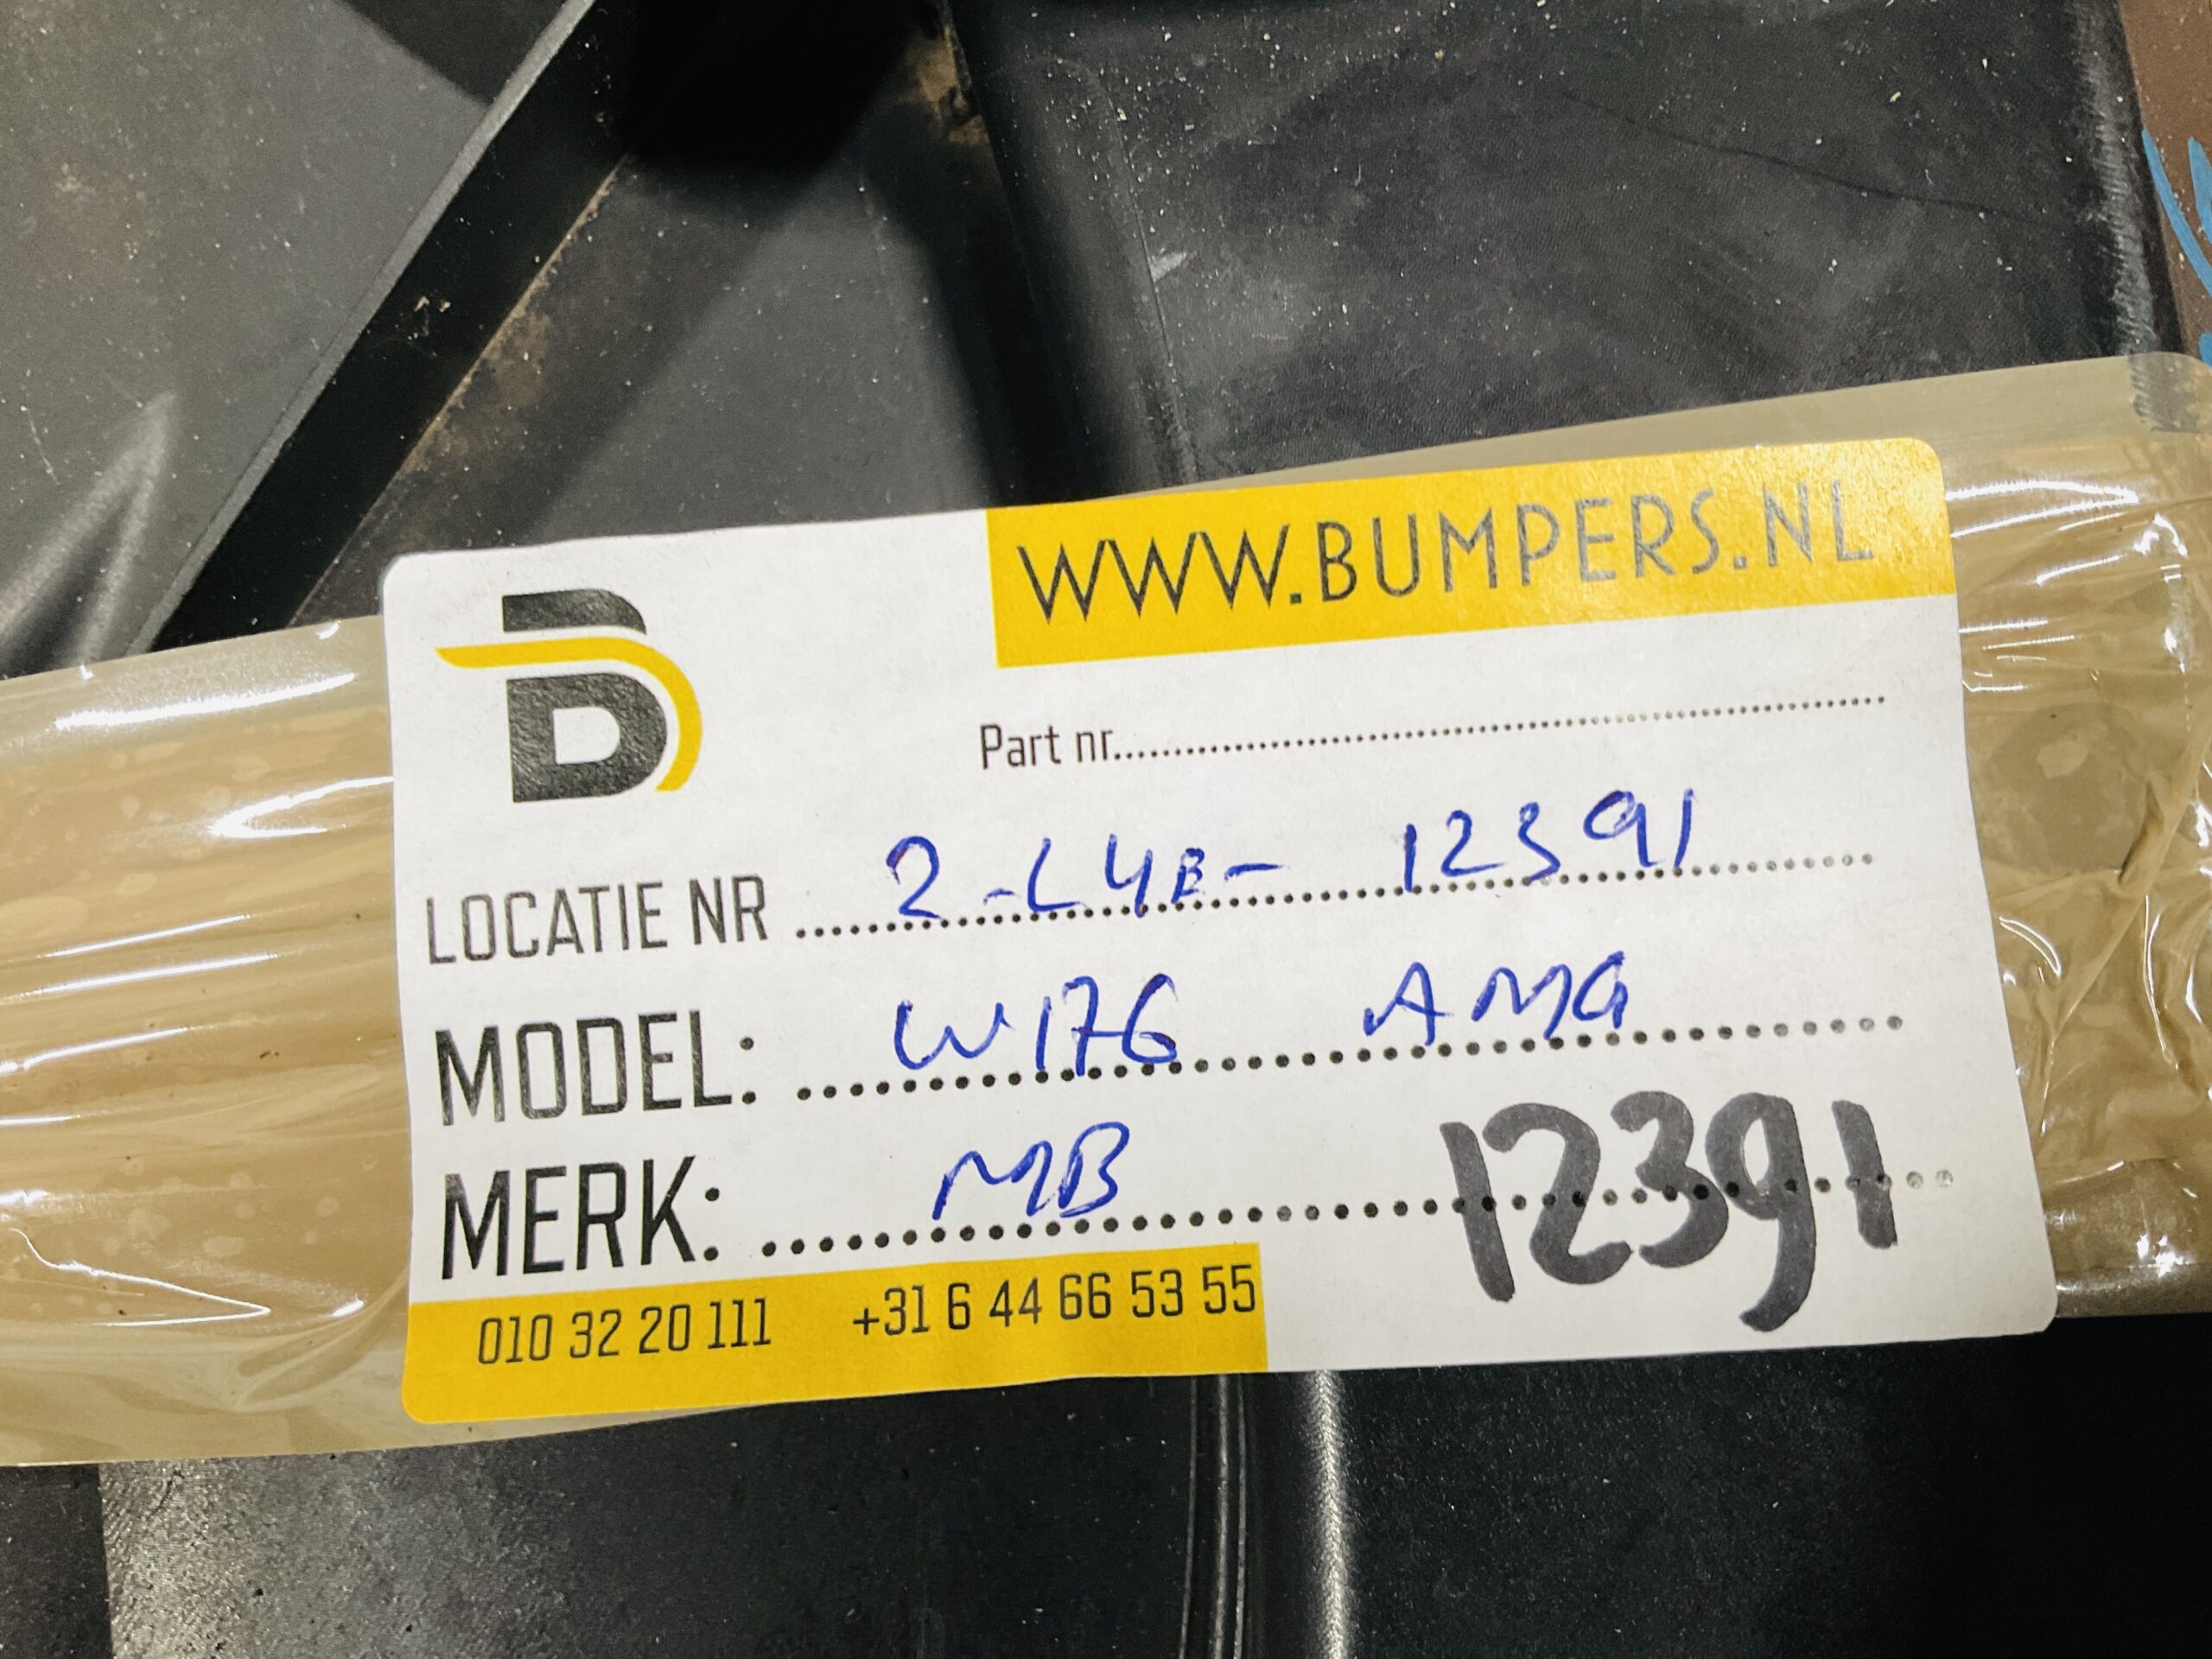 B
WWW.BUMPERS.NL
Part nr........................
LOCATIE NR 2-L4B- 12391
MODEL: W176 AMG
MERK: MB 12391
010 32 20 111 +31 6 44 66 53 55